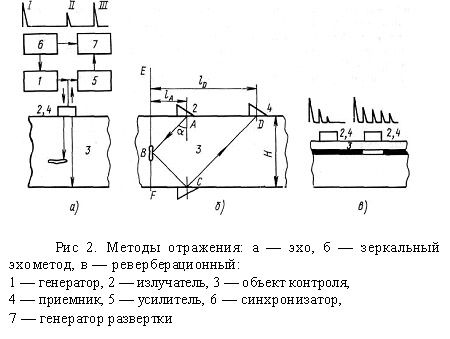 I II III
6 7
1 5
2,4
3
а)
E
l_D
l_A
2 4
α A D
B 3 H
C
F
б)
2,4 2,4
3
в)
Рис 2. Методы отражения: а — эхо, б — зеркальный
эхометод, в — реверберационный:
1 — генератор, 2 — излучатель, 3 — объект контроля,
4 — приемник, 5 — усилитель, 6 — синхронизатор,
7 — генератор развертки